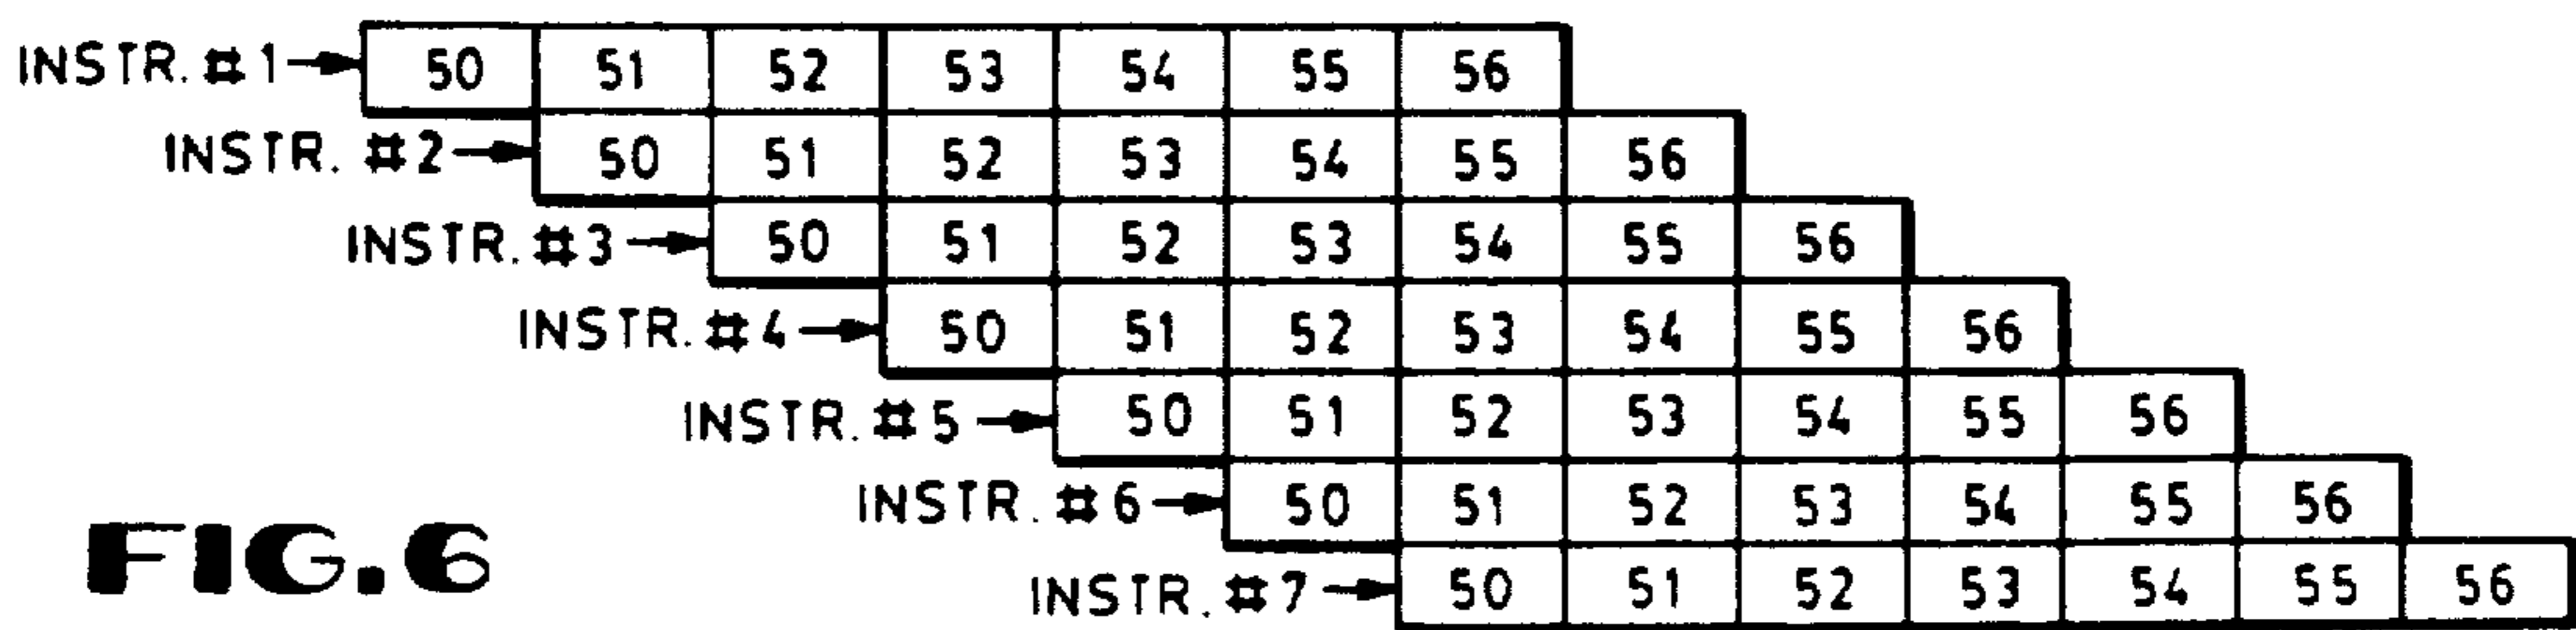 INSTR. #1 50 51 52 53 54 55 56
INSTR. #2 50 51 52 53 54 55 56
INSTR. #3 50 51 52 53 54 55 56
INSTR. #4 50 51 52 53 54 55 56
INSTR. #5 50 51 52 53 54 55 56
INSTR. #6 50 51 52 53 54 55 56
INSTR. #7 50 51 52 53 54 55 56
FIG.6